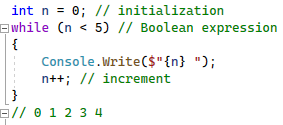 int n = 0; // initialization
while (n < 5) // Boolean expression
{
    Console.Write($"{n} ");
    n++; // increment
}
// 0 1 2 3 4